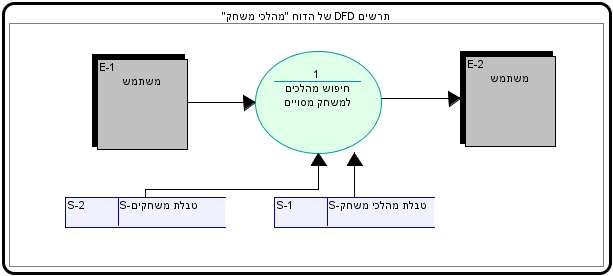 תרשים DFD של הדוח "מהלכי משחק"
E-1
משתמש
1
חיפוש מהלכים
למשחק מסויים
E-2
משתמש
S-2
טבלת משחקים-S
S-1
טבלת מהלכי משחק-S